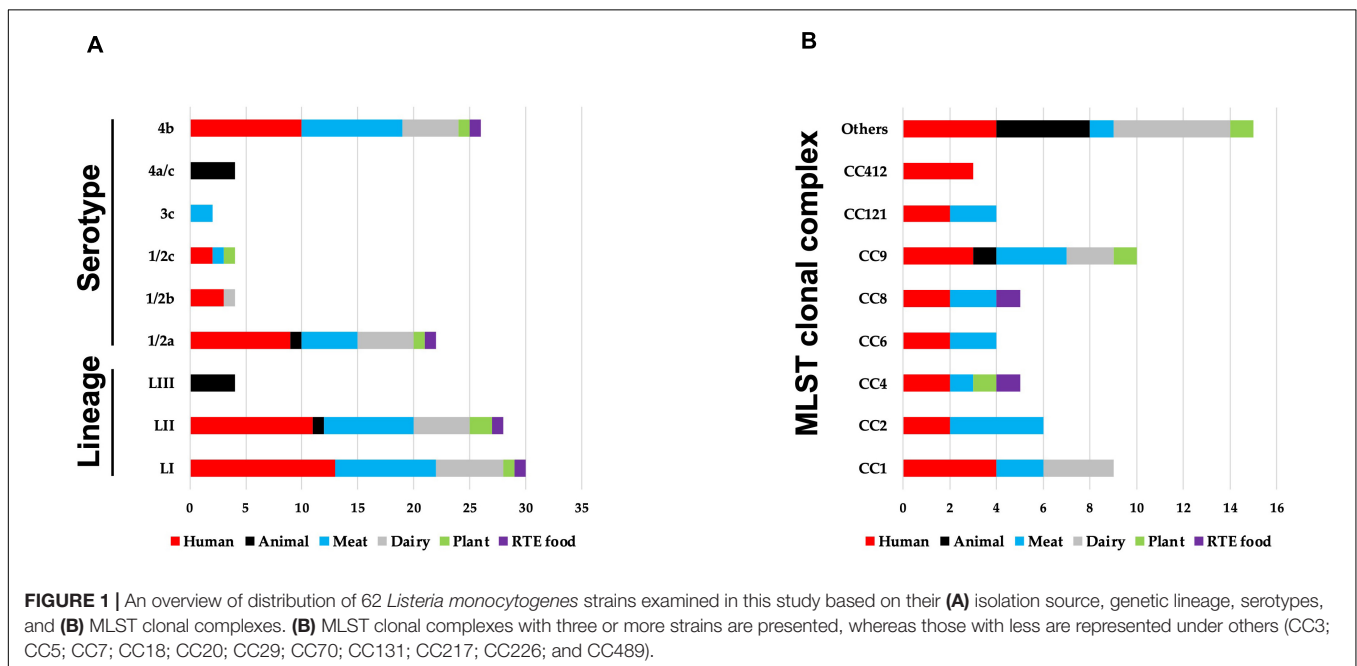 A
Serotype
4b
4a/c
3c
1/2c
1/2b
1/2a
Lineage
LIII
LII
LI
0 5 10 15 20 25 30 35
Human Animal Meat Dairy Plant RTE food
B
MLST clonal complex
Others
CC412
CC121
CC9
CC8
CC6
CC4
CC2
CC1
0 2 4 6 8 10 12 14 16
Human Animal Meat Dairy Plant RTE food
FIGURE 1 | An overview of distribution of 62 Listeria monocytogenes strains examined in this study based on their (A) isolation source, genetic lineage, serotypes,
and (B) MLST clonal complexes. (B) MLST clonal complexes with three or more strains are presented, whereas those with less are represented under others (CC3;
CC5; CC7; CC18; CC20; CC29; CC70; CC131; CC217; CC226; and CC489).